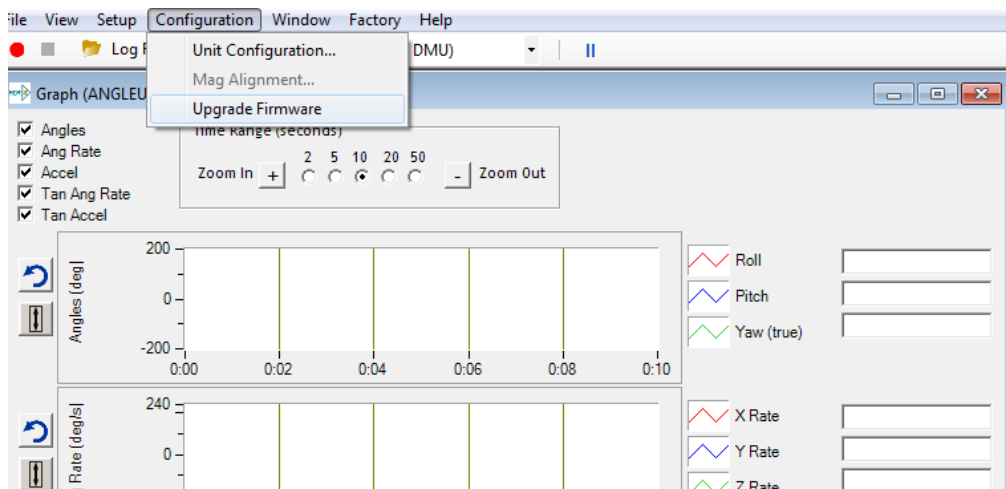 File View Setup Configuration Window Factory Help
Log F DMU)
Unit Configuration...
Mag Alignment...
Upgrade Firmware
Graph (ANGLEU
Angles
Ang Rate
Accel
Tan Ang Rate
Tan Accel
Time Range (seconds)
2 5 10 20 50
Zoom In + - Zoom Out
200
0
-200
Angles (deg)
0:00 0:02 0:04 0:06 0:08 0:10
Roll
Pitch
Yaw (true)
240
0
Rate (deg/s)
X Rate
Y Rate
Z Rate